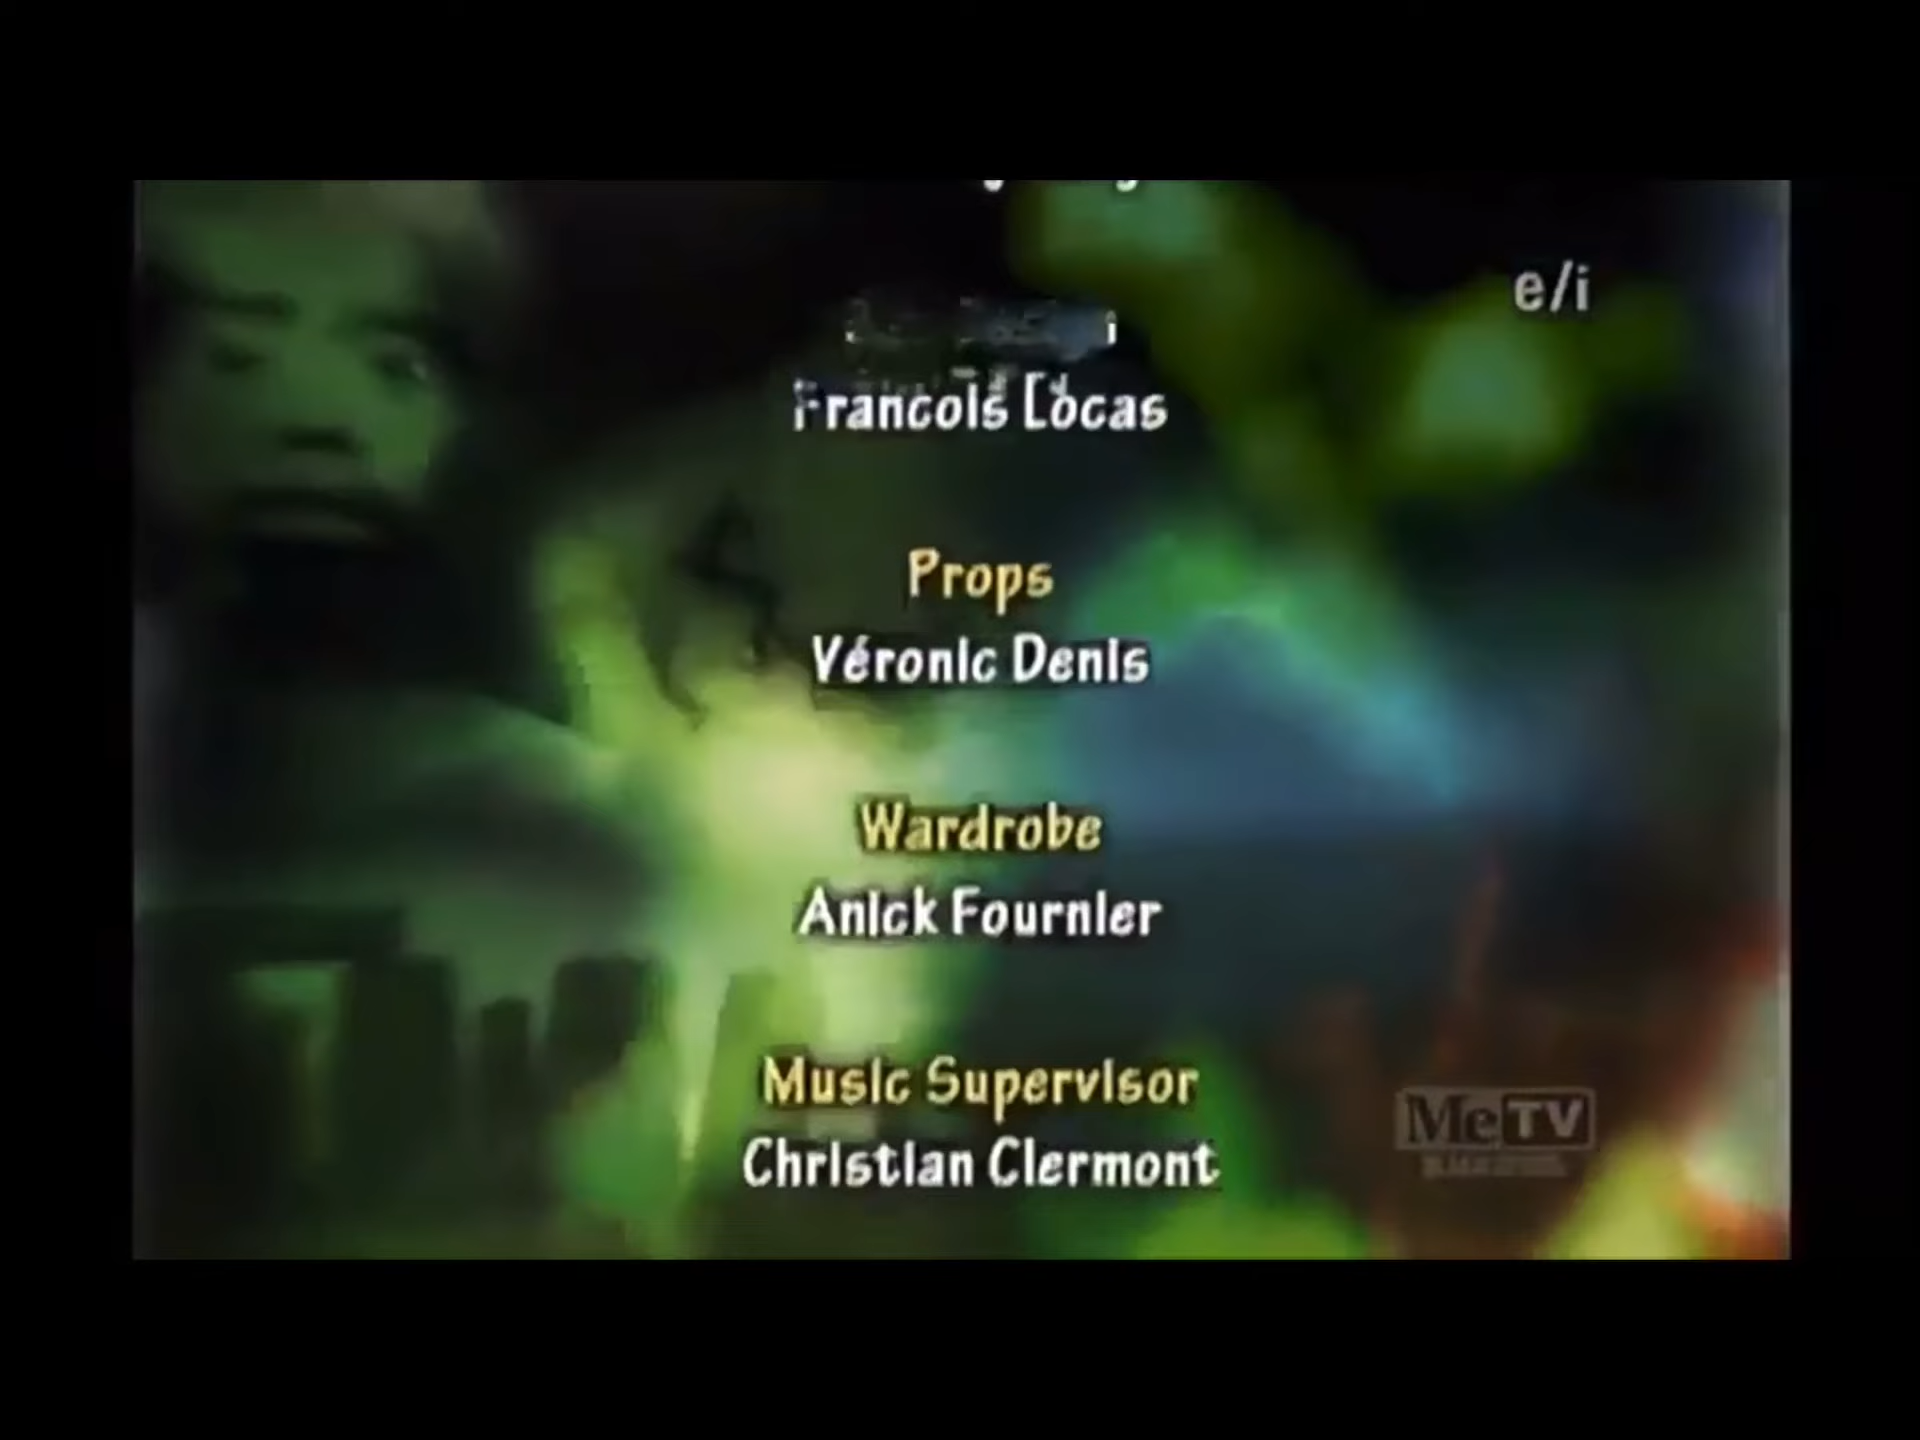 e/i
Francois Locas
Props
Véronic Denis
Wardrobe
Anick Fournier
Music Supervisor
Christian Clermont
MeTV